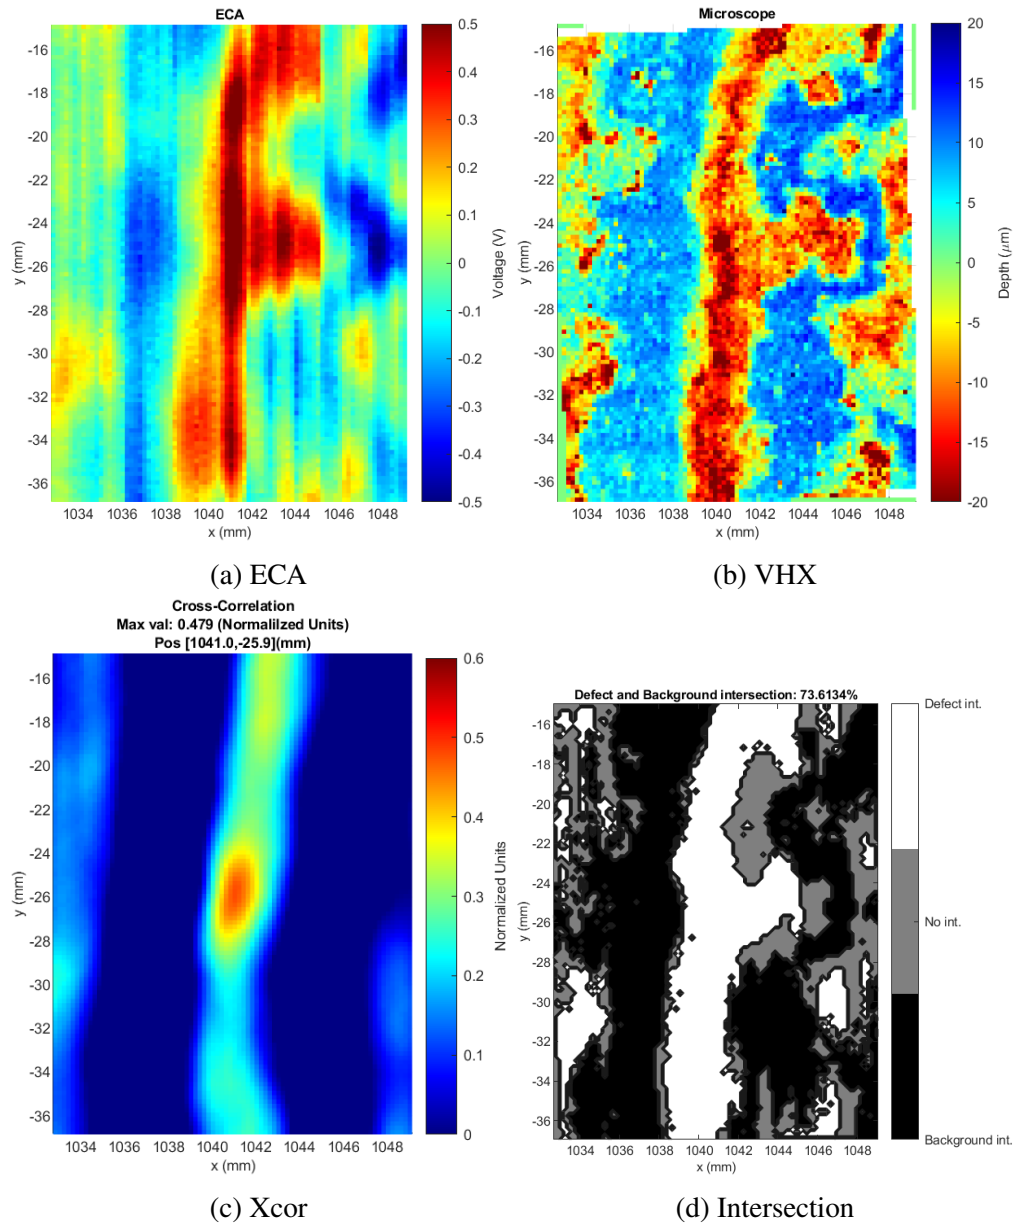 ECA
-16
-18
-20
-22
-24
-26
-28
-30
-32
-34
-36
y (mm)
1034 1036 1038 1040 1042 1044 1046 1048
x (mm)
0.5
0.4
0.3
0.2
0.1
0
-0.1
-0.2
-0.3
-0.4
-0.5
Voltage (V)
(a) ECA
Microscope
-16
-18
-20
-22
-24
-26
-28
-30
-32
-34
-36
y (mm)
1034 1036 1038 1040 1042 1044 1046 1048
x (mm)
20
15
10
5
0
-5
-10
-15
-20
Depth (μm)
(b) VHX
Cross-Correlation
Max val: 0.479 (Normalilzed Units)
Pos [1041.0,-25.9](mm)
-16
-18
-20
-22
-24
-26
-28
-30
-32
-34
-36
y (mm)
1034 1036 1038 1040 1042 1044 1046 1048
x (mm)
0.6
0.5
0.4
0.3
0.2
0.1
0
Normalized Units
(c) Xcor
Defect and Background intersection: 73.6134%
-16
-18
-20
-22
-24
-26
-28
-30
-32
-34
-36
y (mm)
1034 1036 1038 1040 1042 1044 1046 1048
x (mm)
Defect int.
No int.
Background int.
(d) Intersection